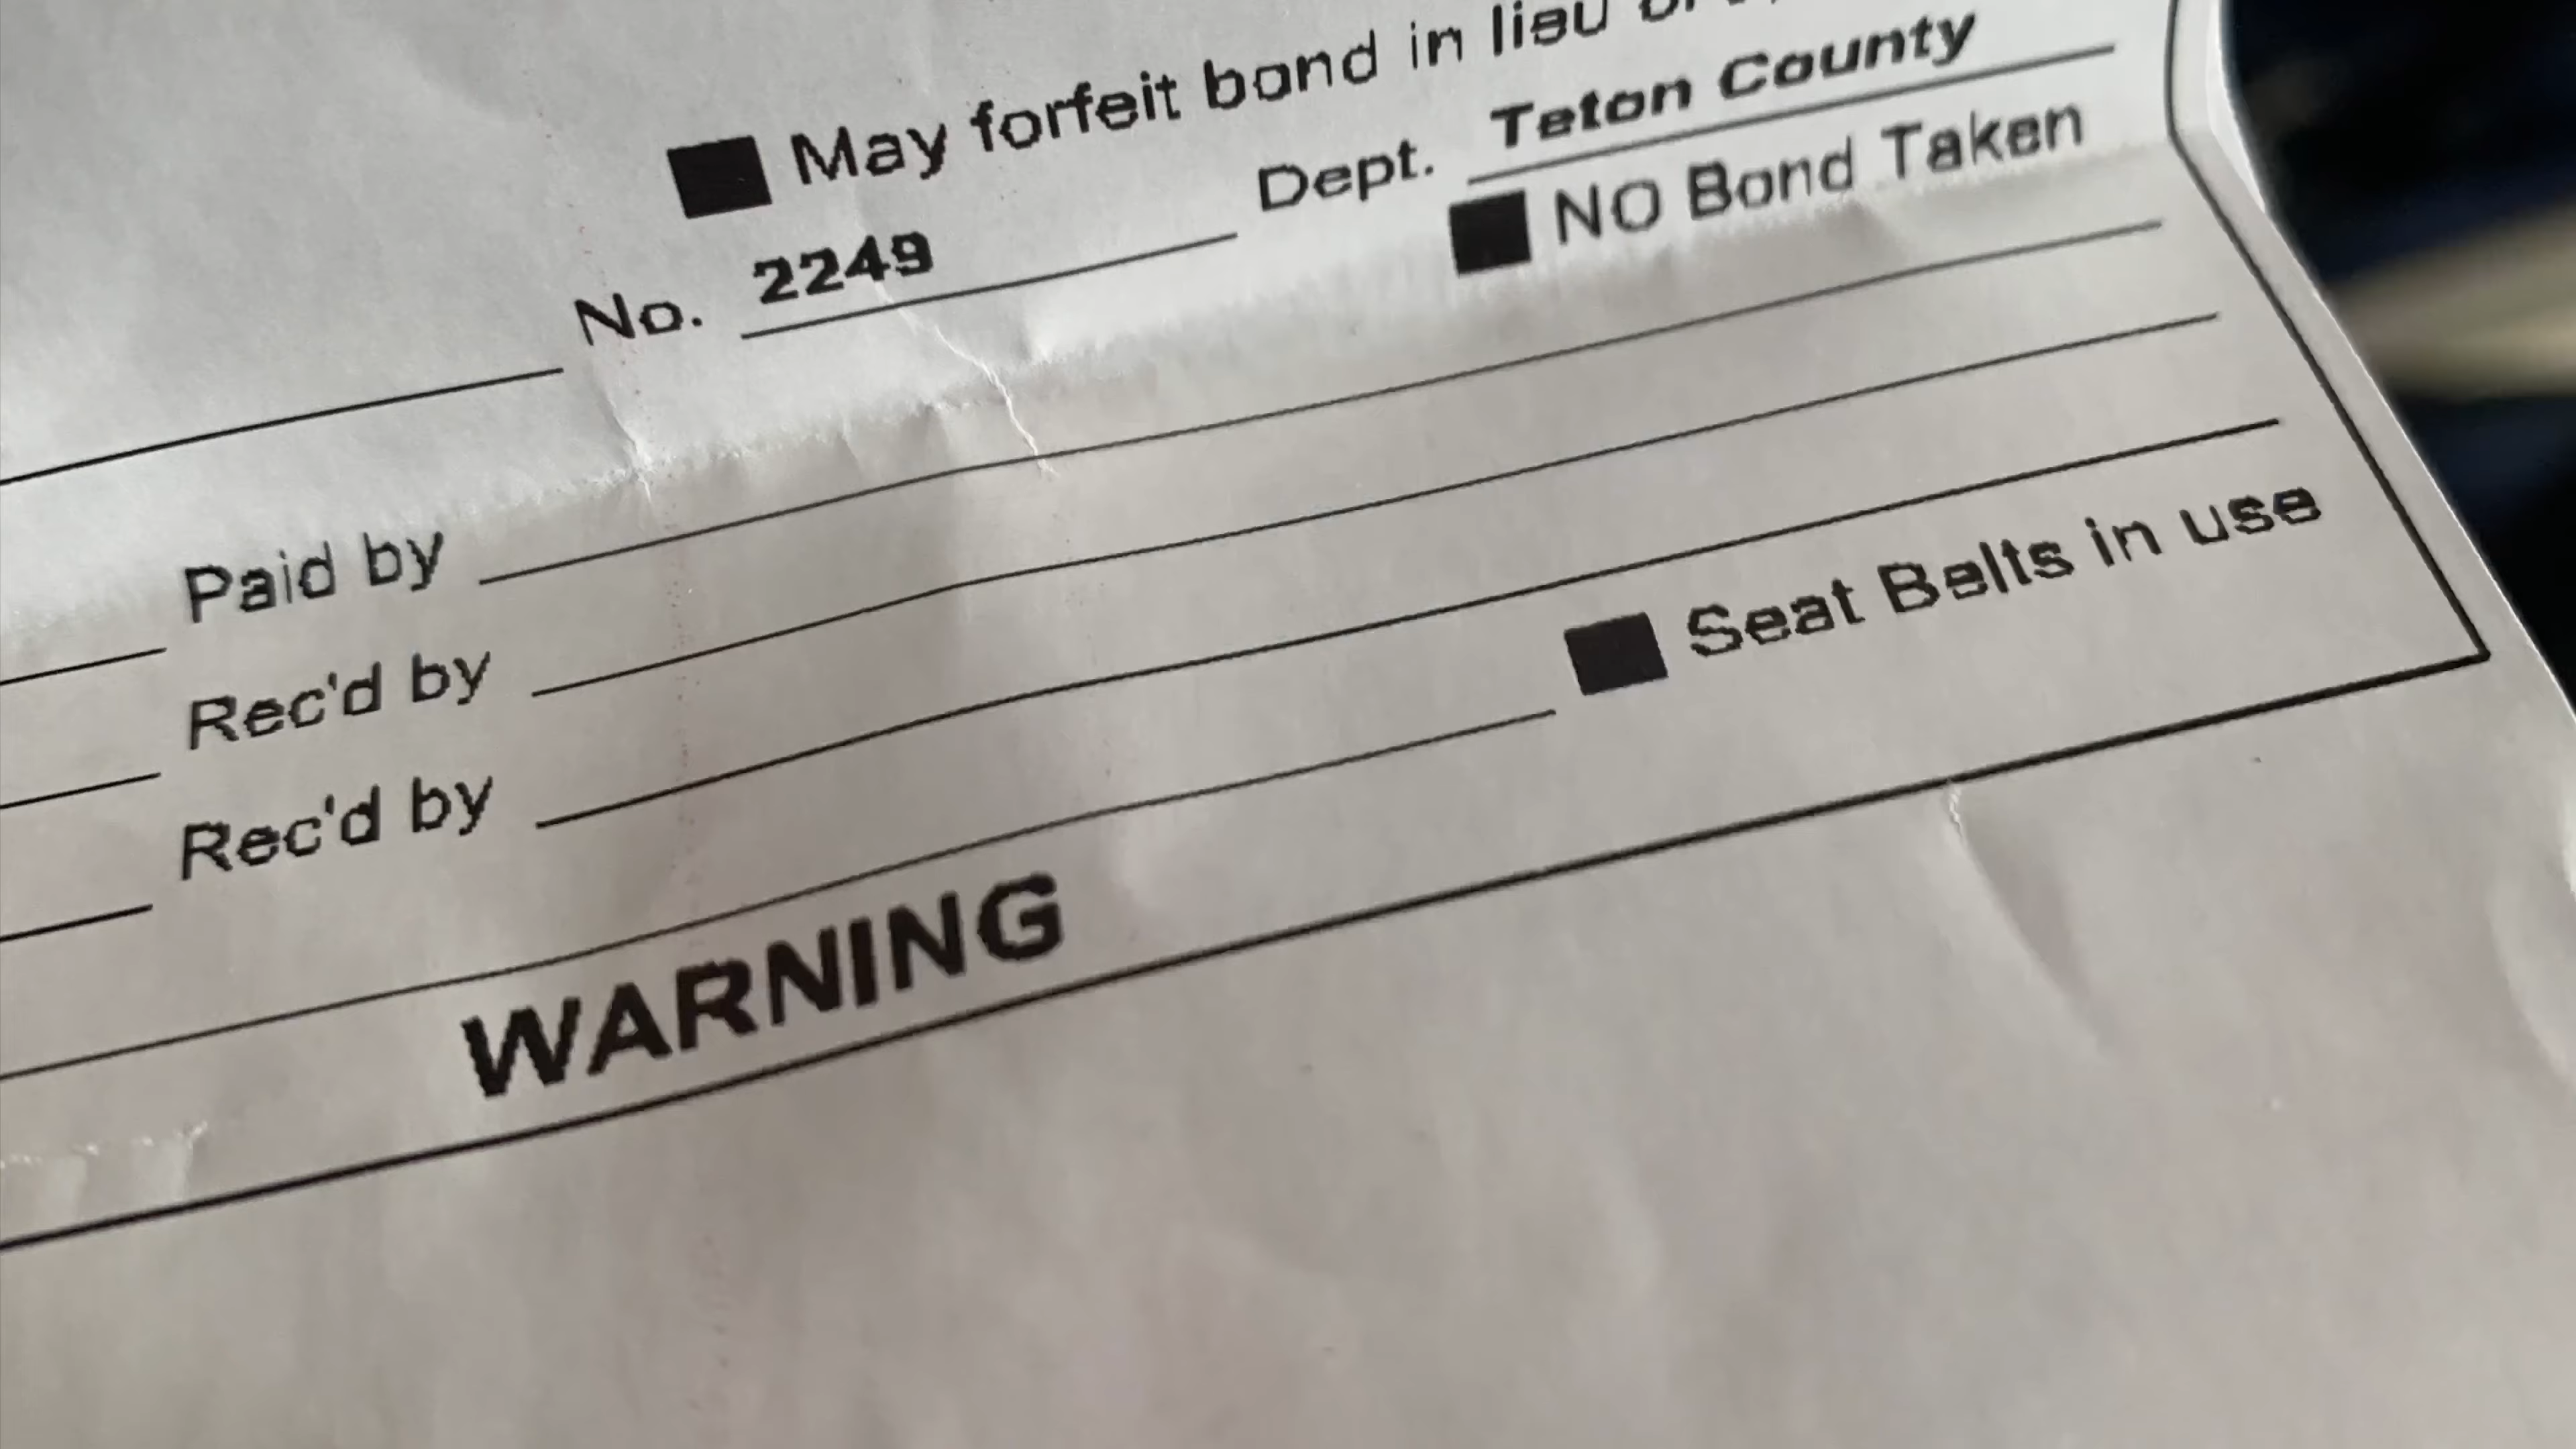 May forfeit bond in lieu
No. 2249 Dept. Teton County
NO Bond Taken
Paid by
Rec'd by
Rec'd by
Seat Belts in use
WARNING